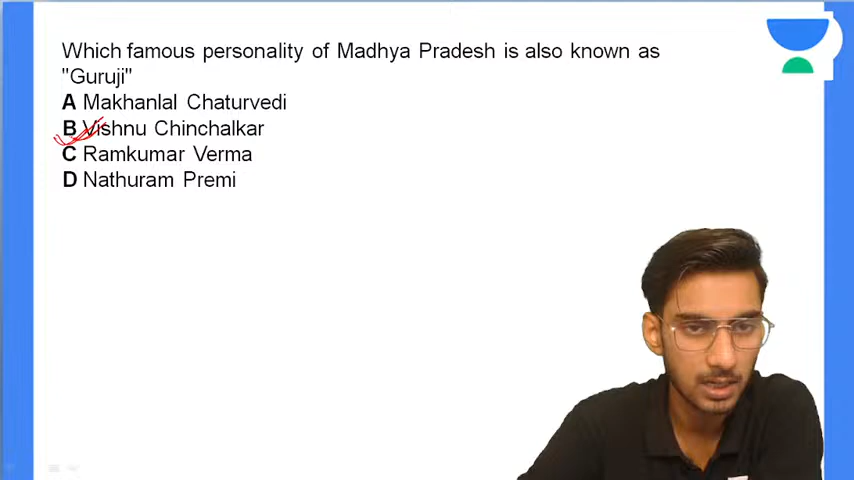 Which famous personality of Madhya Pradesh is also known as
"Guruji"
A Makhanlal Chaturvedi
B Vishnu Chinchalkar
C Ramkumar Verma
D Nathuram Premi